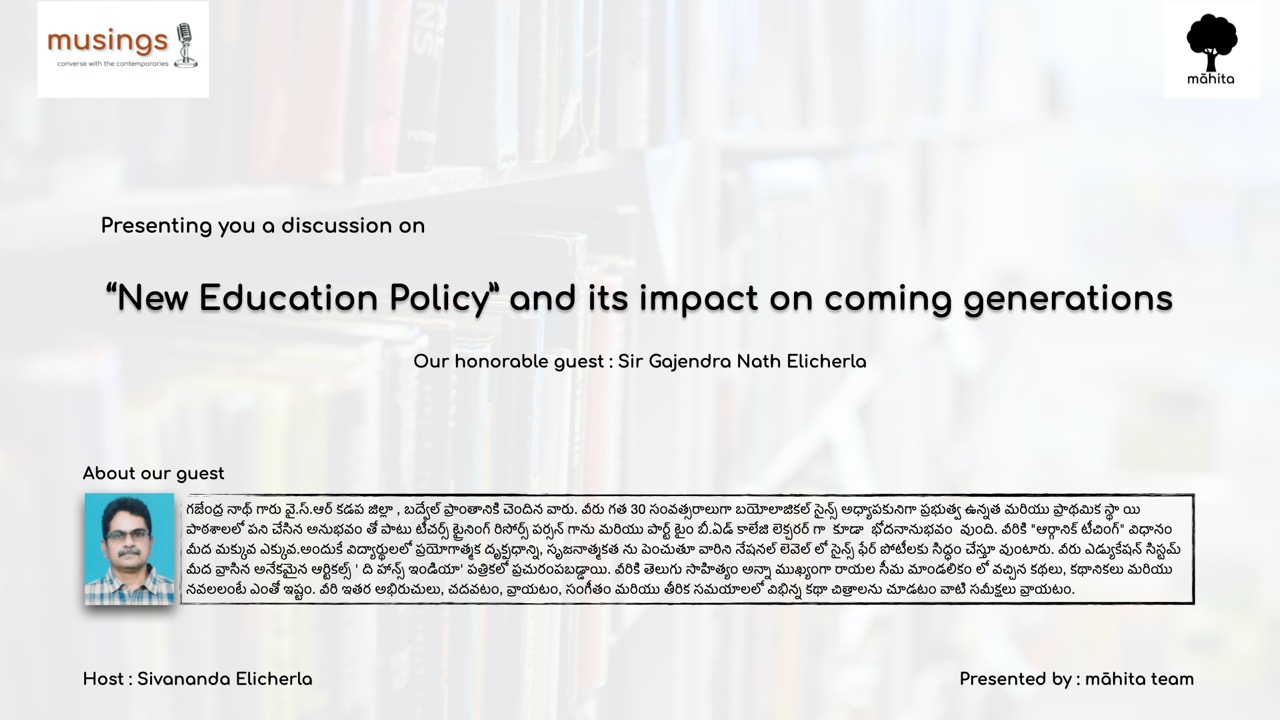 musings
converse with the contemporaries
māhita
Presenting you a discussion on
“New Education Policy” and its impact on coming generations
Our honorable guest : Sir Gajendra Nath Elicherla
About our guest
గజేంద్ర నాథ్ గారు వై.స్.ఆర్ కడప జిల్లా , బద్వేల్ ప్రాంతానికి చెందిన వారు. వీరు గత 30 సంవత్సరాలుగా బయోలాజికల్ సైన్స్ అధ్యాపకునిగా ప్రభుత్వ ఉన్నత మరియు ప్రాథమిక స్థా యి
పాఠశాలలో పని చేసిన అనుభవం తో పాటు టీచర్స్ ట్రైనింగ్ రిసోర్స్ పర్సన్ గాను మరియు పార్ట్ టైం బీ.ఏడ్ కాలేజి లెక్చరర్ గా కూడా భోదనానుభవం వుంది. వీరికి "ఆర్గానిక్ టీచింగ్" విధానం
మీద మక్కువ ఎక్కువ.అందుకే విద్యార్థులలో ప్రయోగాత్మక దృక్పధాన్ని, సృజనాత్మకత ను పెంచుతూ వారిని నేషనల్ లెవెల్ లో సైన్స్ ఫేర్ పోటీలకు సిద్ధం చేస్తూ వుంటారు. వీరు ఎడ్యుకేషన్ సిస్టమ్
మీద వ్రాసిన అనేకమైన ఆర్టికల్స్ ' ది హాన్స్ ఇండియా' పత్రికలో ప్రచురంపబడ్డాయి. వీరికి తెలుగు సాహిత్యం అన్నా ముఖ్యంగా రాయల సీమ మాండలికం లో వచ్చిన కథలు, కథానికలు మరియు
నవలలంటే ఎంతో ఇష్టం. వీరి ఇతర అభిరుచులు, చదవటం, వ్రాయటం, సంగీతం మరియు తీరిక సమయాలలో విభిన్న కథా చిత్రాలను చూడటం వాటి సమీక్షలు వ్రాయటం.
Host : Sivananda Elicherla
Presented by : māhita team